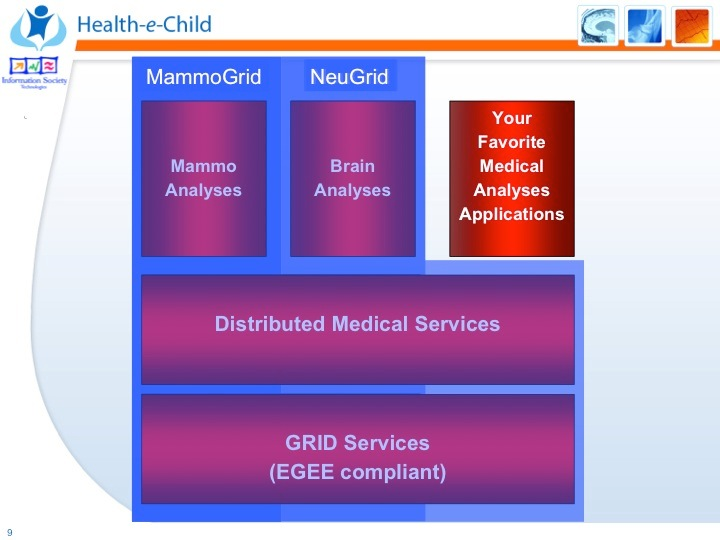 Health-e-Child
Information Society
Technologies
MammoGrid
NeuGrid
Mammo
Analyses
Brain
Analyses
Your
Favorite
Medical
Analyses
Applications
Distributed Medical Services
GRID Services
(EGEE compliant)
9